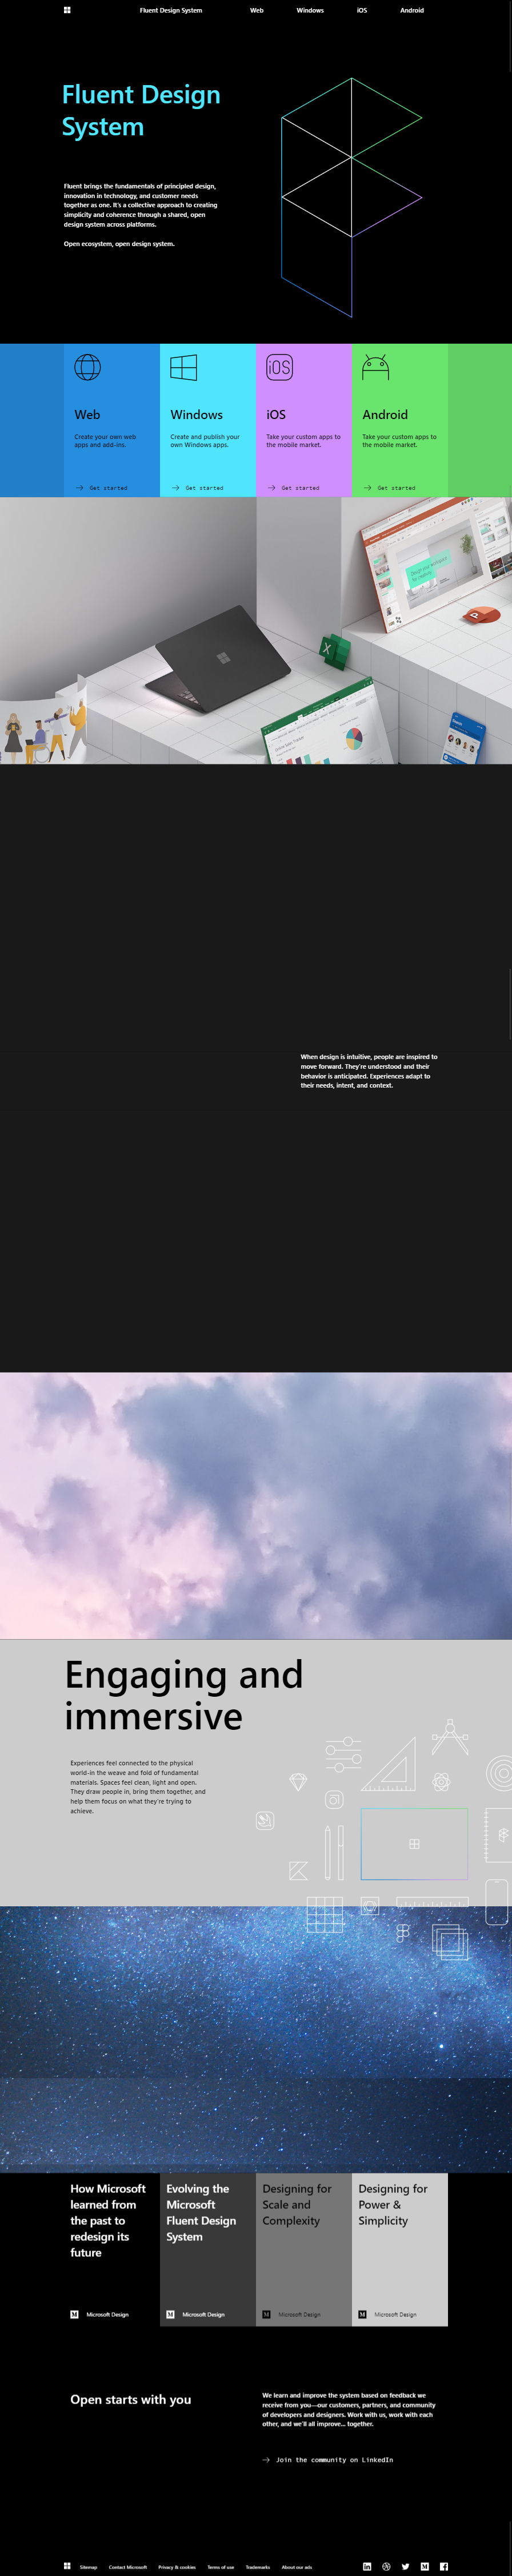 Fluent Design System
Web
Windows
iOS
Android
Fluent Design
System
Fluent brings the fundamentals of principled design,
innovation in technology, and customer needs
together as one. It's a collective approach to creating
simplicity and coherence through a shared, open
design system across platforms.
Open ecosystem, open design system.
iOS
Web
Create your own web
apps and add-ins.
Get started
Windows
Create and publish your
own Windows apps.
Get started
iOS
Take your custom apps to
the mobile market.
Get started
Android
Take your custom apps to
the mobile market.
Get started
When design is intuitive, people are inspired to
move forward. They're understood and their
behavior is anticipated. Experiences adapt to
their needs, intent, and context.
Engaging and
immersive
Experiences feel connected to the physical
world-in the weave and fold of fundamental
materials. Spaces feel clean, light and open.
They draw people in, bring them together, and
help them focus on what they're trying to
achieve.
How Microsoft
learned from
the past to
redesign its
future
Microsoft Design
Evolving the
Microsoft
Fluent Design
System
Microsoft Design
Designing for
Scale and
Complexity
Microsoft Design
Designing for
Power &
Simplicity
Microsoft Design
Open starts with you
We learn and improve the system based on feedback we
receive from you—our customers, partners, and community
of developers and designers. Work with us, work with each
other, and we'll all improve... together.
Join the community on LinkedIn
Sitemap
Contact Microsoft
Privacy & cookies
Terms of use
Trademarks
About our ads